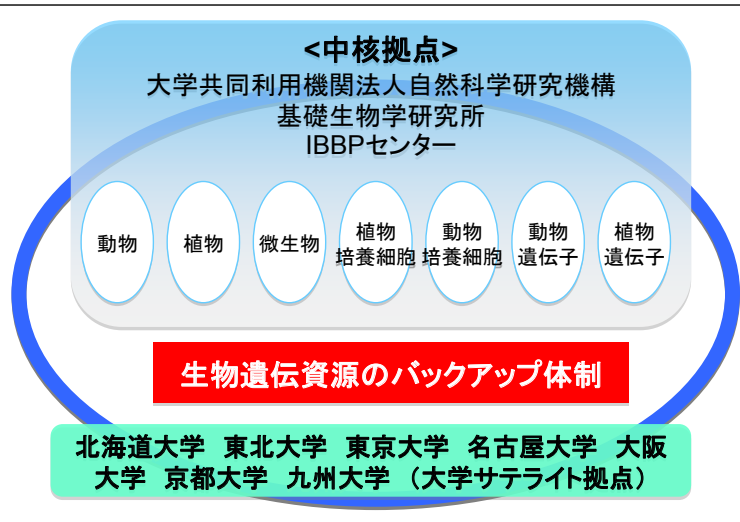 <中核拠点>
大学共同利用機関法人自然科学研究機構
基礎生物学研究所
IBBPセンター
動物
植物
微生物
植物
培養細胞
動物
培養細胞
動物
遺伝子
植物
遺伝子
生物遺伝資源のバックアップ体制
北海道大学　東北大学　東京大学　名古屋大学　大阪
大学　京都大学　九州大学　（大学サテライト拠点）